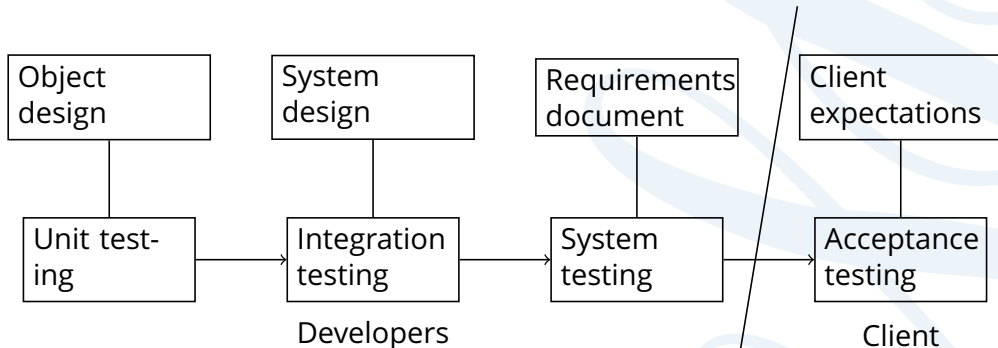 Object
design
System
design
Requirements
document
Client
expectations
Unit test-
ing
Integration
testing
System
testing
Acceptance
testing
Developers
Client